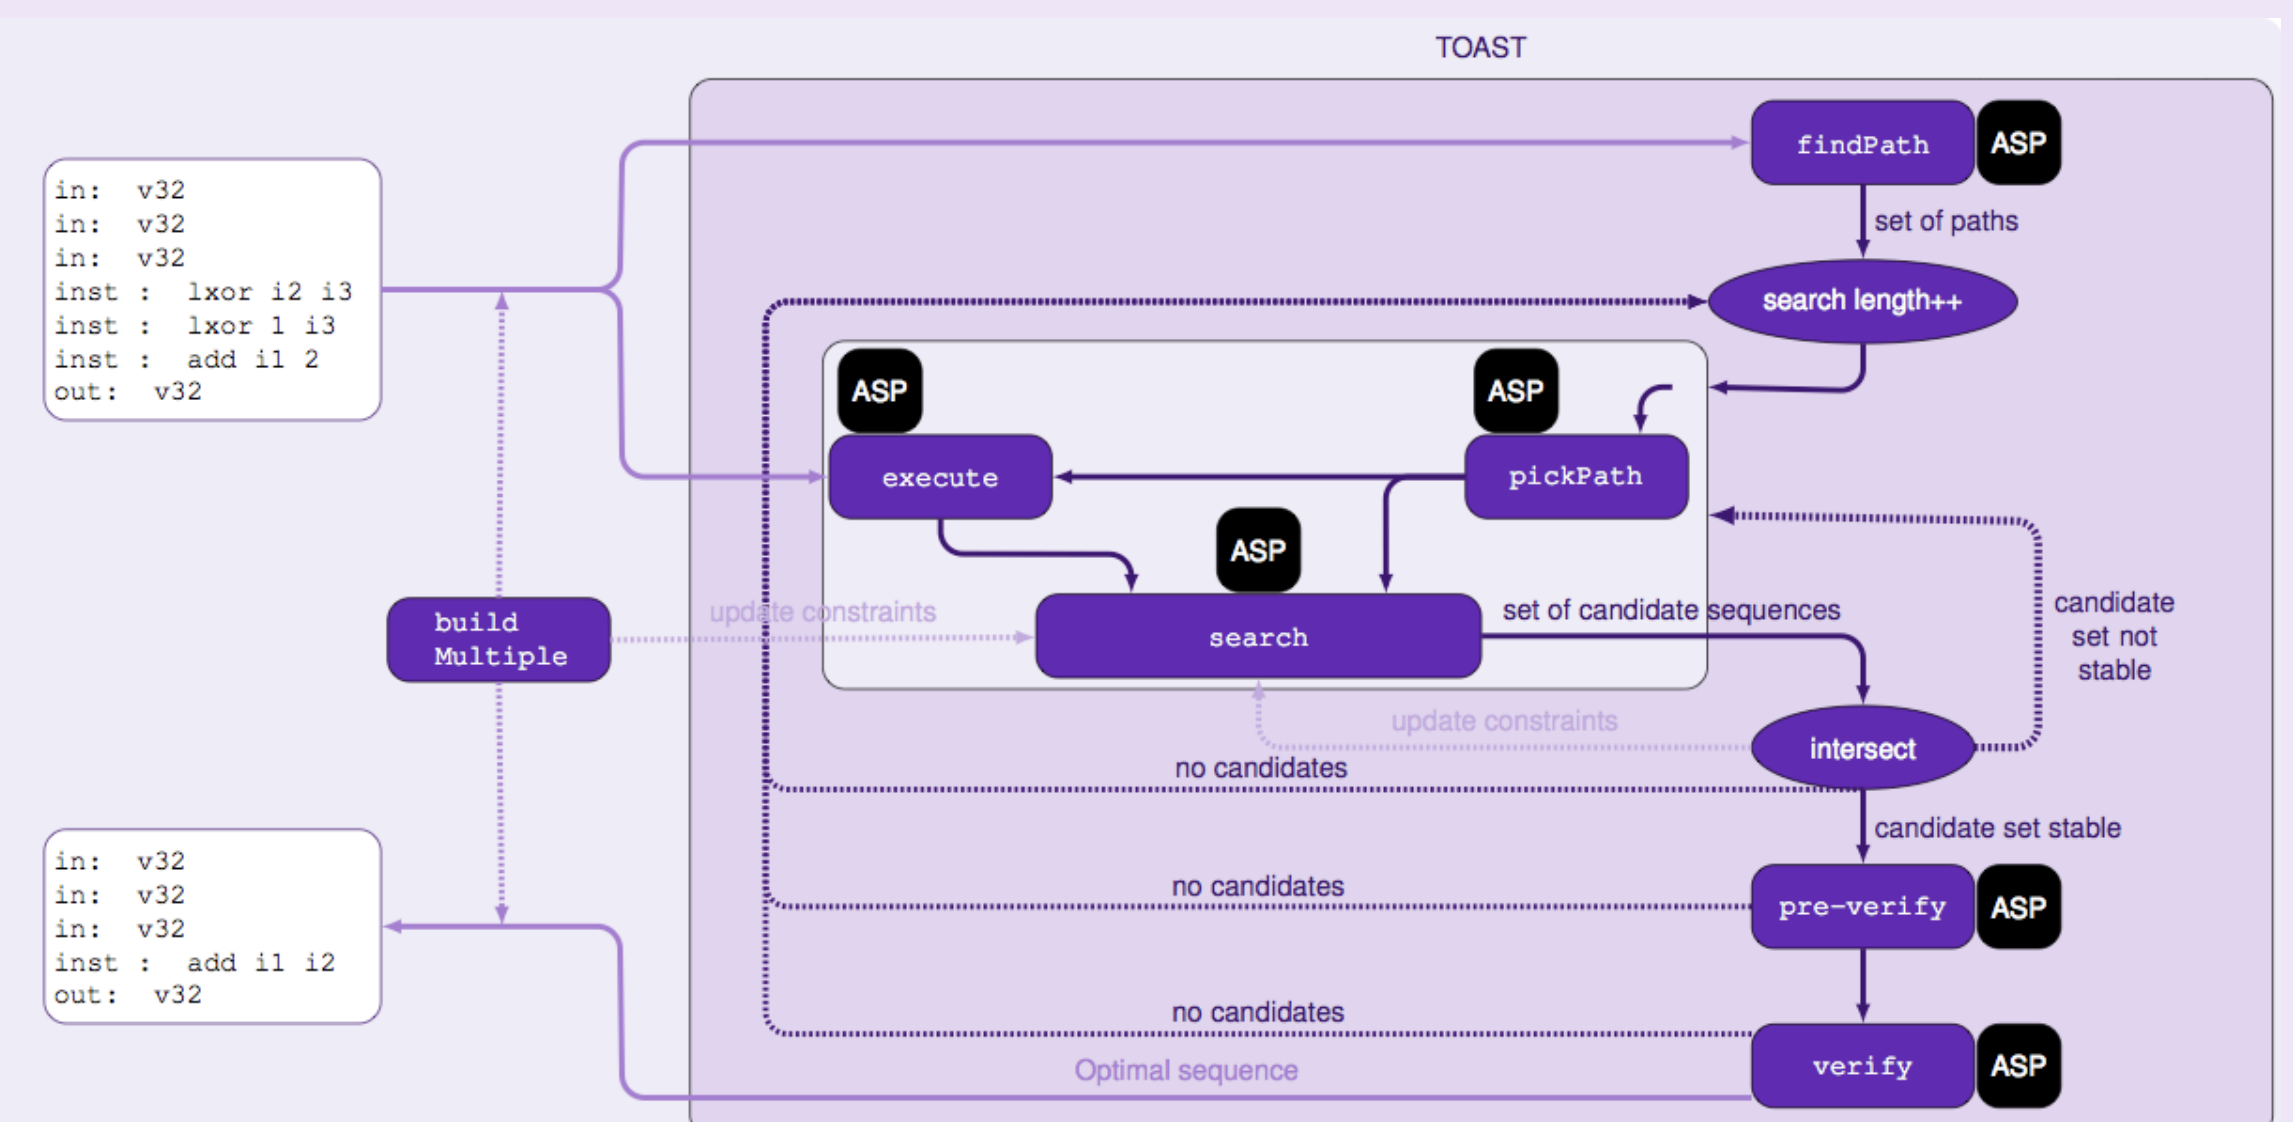 TOAST
findPath ASP
in: v32
in: v32
in: v32
inst : lxor i2 i3
inst : lxor 1 i3
inst : add i1 2
out: v32
set of paths
search length++
ASP
ASP
execute
pickPath
ASP
build
Multiple
update constraints
search
set of candidate sequences
candidate
set not
stable
update constraints
intersect
no candidates
candidate set stable
in: v32
in: v32
in: v32
inst : add i1 i2
out: v32
no candidates
pre-verify ASP
no candidates
Optimal sequence
verify ASP